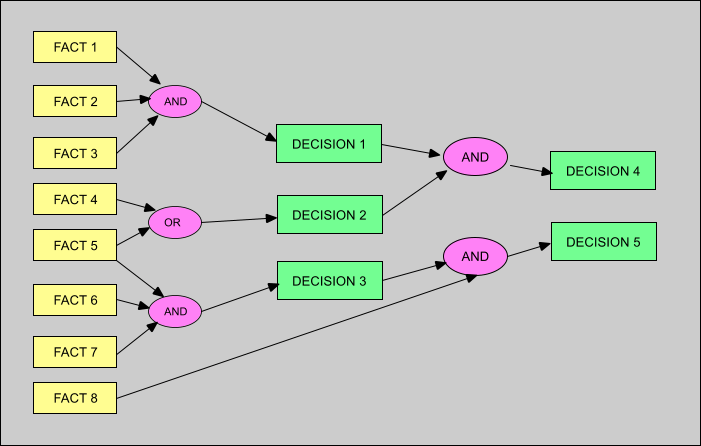 FACT 1
FACT 2
FACT 3
FACT 4
FACT 5
FACT 6
FACT 7
FACT 8
AND
OR
AND
DECISION 1
DECISION 2
DECISION 3
AND
AND
DECISION 4
DECISION 5